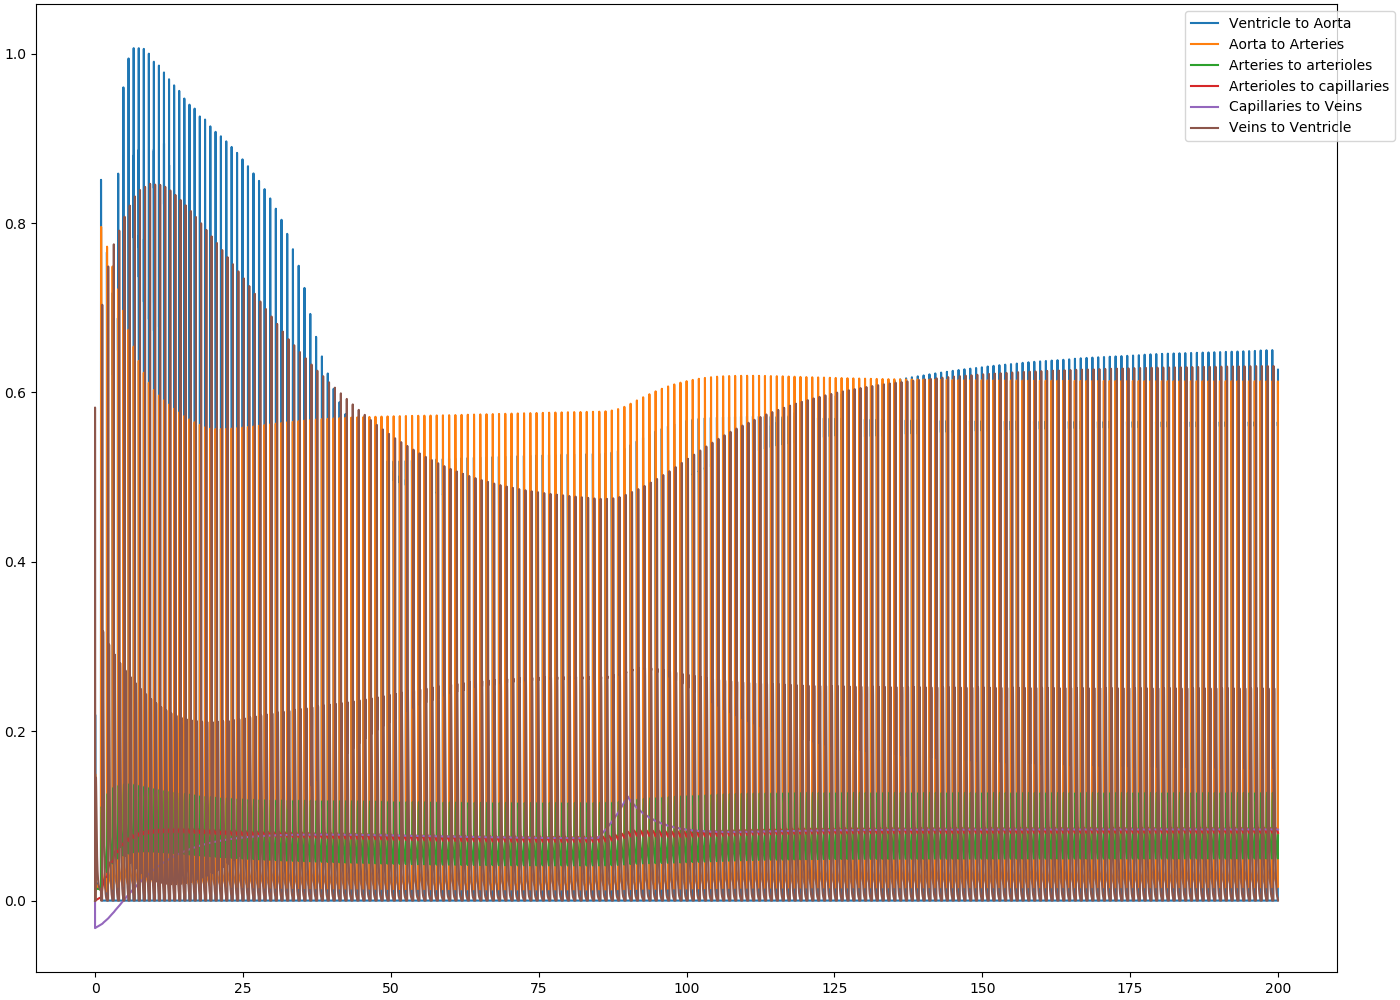 Ventricle to Aorta
Aorta to Arteries
Arteries to arterioles
Arterioles to capillaries
Capillaries to Veins
Veins to Ventricle
1.0
0.8
0.6
0.4
0.2
0.0
0 25 50 75 100 125 150 175 200